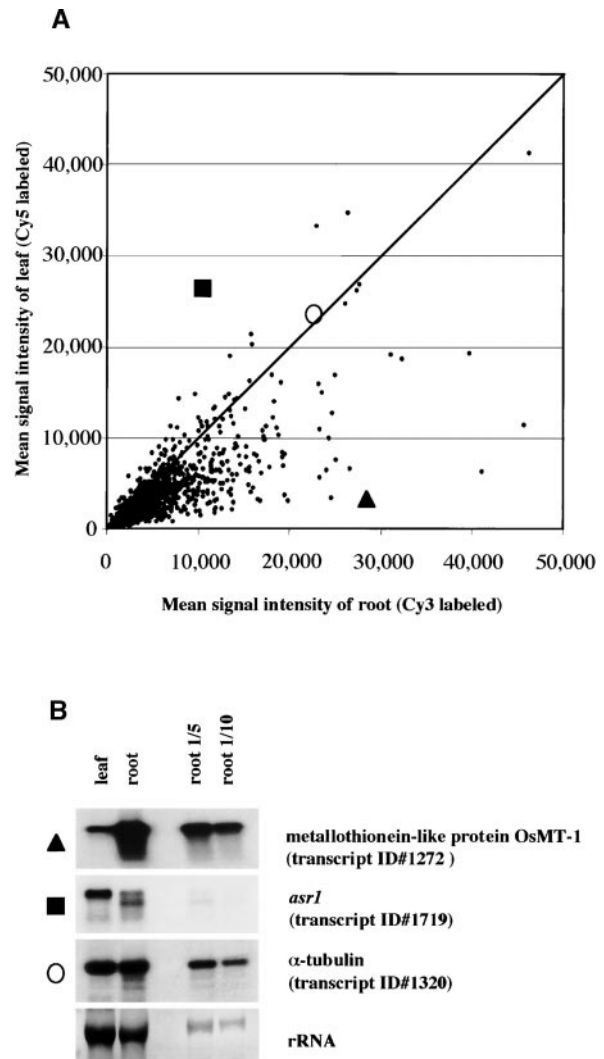 A
50,000
40,000
30,000
20,000
10,000
0
Mean signal intensity of leaf (Cy5 labeled)
0 10,000 20,000 30,000 40,000 50,000
Mean signal intensity of root (Cy3 labeled)
B
leaf
root
root 1/5
root 1/10
metallothionein-like protein OsMT-1
(transcript ID#1272 )
asr1
(transcript ID#1719)
α-tubulin
(transcript ID#1320)
rRNA